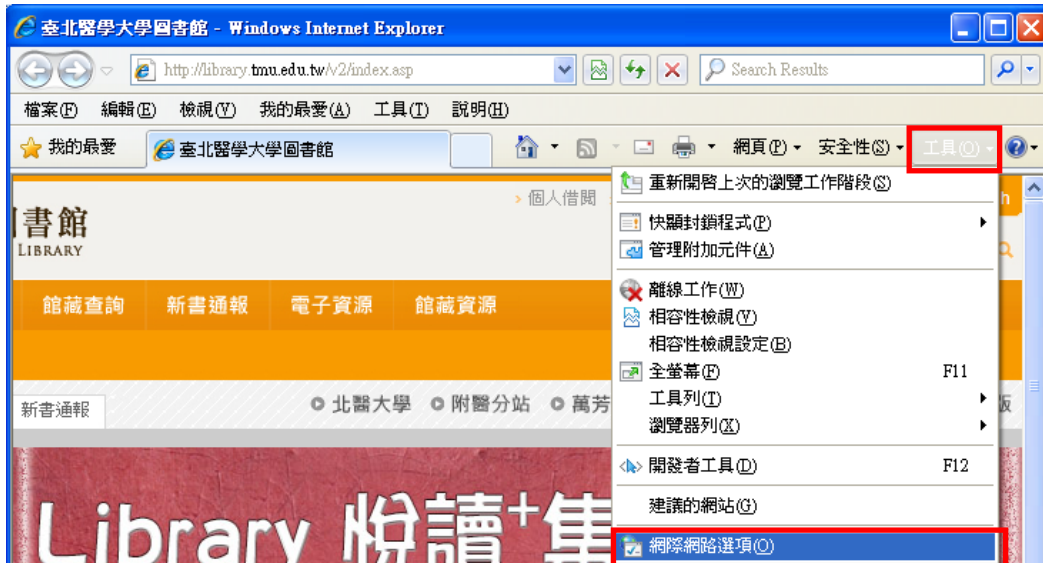 臺北醫學大學圖書館 - Windows Internet Explorer
http://library.tmu.edu.tw/v2/index.asp
Search Results
檔案(F) 編輯(E) 檢視(V) 我的最愛(A) 工具(T) 說明(H)
我的最愛 臺北醫學大學圖書館 網頁(P) 安全性(S) 工具(O)
個人借閱
書館
LIBRARY
館藏查詢 新書通報 電子資源 館藏資源
新書通報 北醫大學 附醫分站 萬芳
Library 悅讀+集
重新開啓上次的瀏覽工作階段(S)
快顯封鎖程式(P)
管理附加元件(A)
離線工作(W)
相容性檢視(V)
相容性檢視設定(B)
全螢幕(F) F11
工具列(T)
瀏覽器列(X)
開發者工具(D) F12
建議的網站(G)
網際網路選項(O)